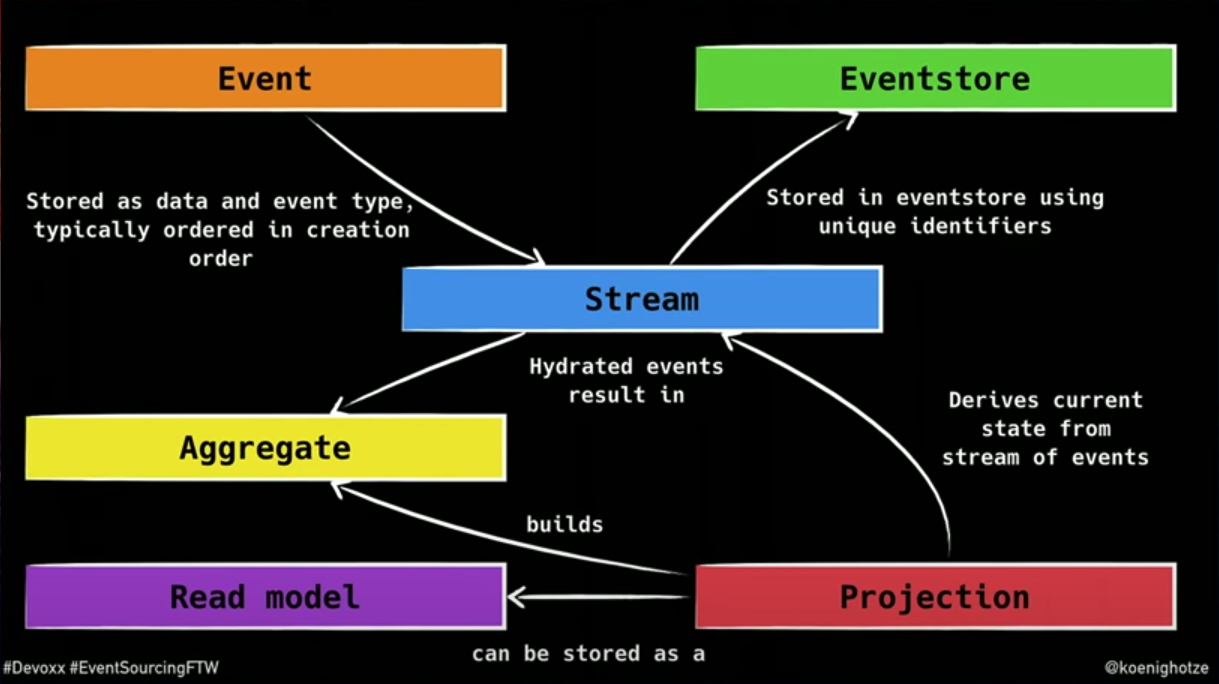 Event
Eventstore
Stored as data and event type,
typically ordered in creation
order
Stored in eventstore using
unique identifiers
Stream
Hydrated events
result in
Derives current
state from
stream of events
Aggregate
builds
Read model
Projection
can be stored as a
#Devoxx #EventSourcingFTW
@koenighotze